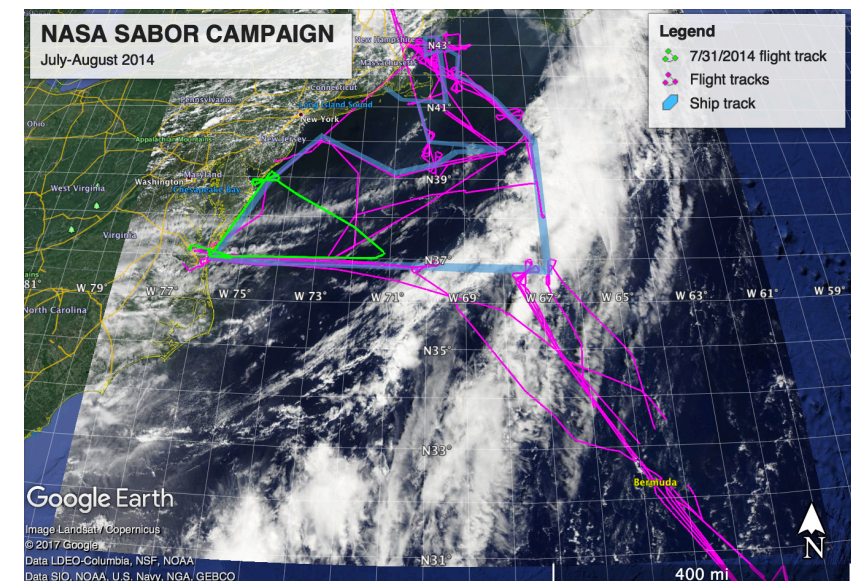 NASA SABOR CAMPAIGN
July-August 2014
Legend
7/31/2014 flight track
Flight tracks
Ship track
New Hampshire
N43°
Massachusetts
Connecticut
Pennsylvania
Long Island Sound
N41°
New York
Ohio
Appalachian Mountains
New Jersey
Maryland
Washington
Chesapeake Bay
N39°
West Virginia
Virginia
N37°
81°
W 79°
W 77
W 75°
W 73°
W 71°
W 69°
W 67°
W 65°
W 63°
W 61°
W 59°
North Carolina
N35°
N33°
Bermuda
Google Earth
Image Landsat / Copernicus
© 2017 Google
Data LDEO-Columbia, NSF, NOAA
Data SIO, NOAA, U.S. Navy, NGA, GEBCO
N31°
400 mi
N